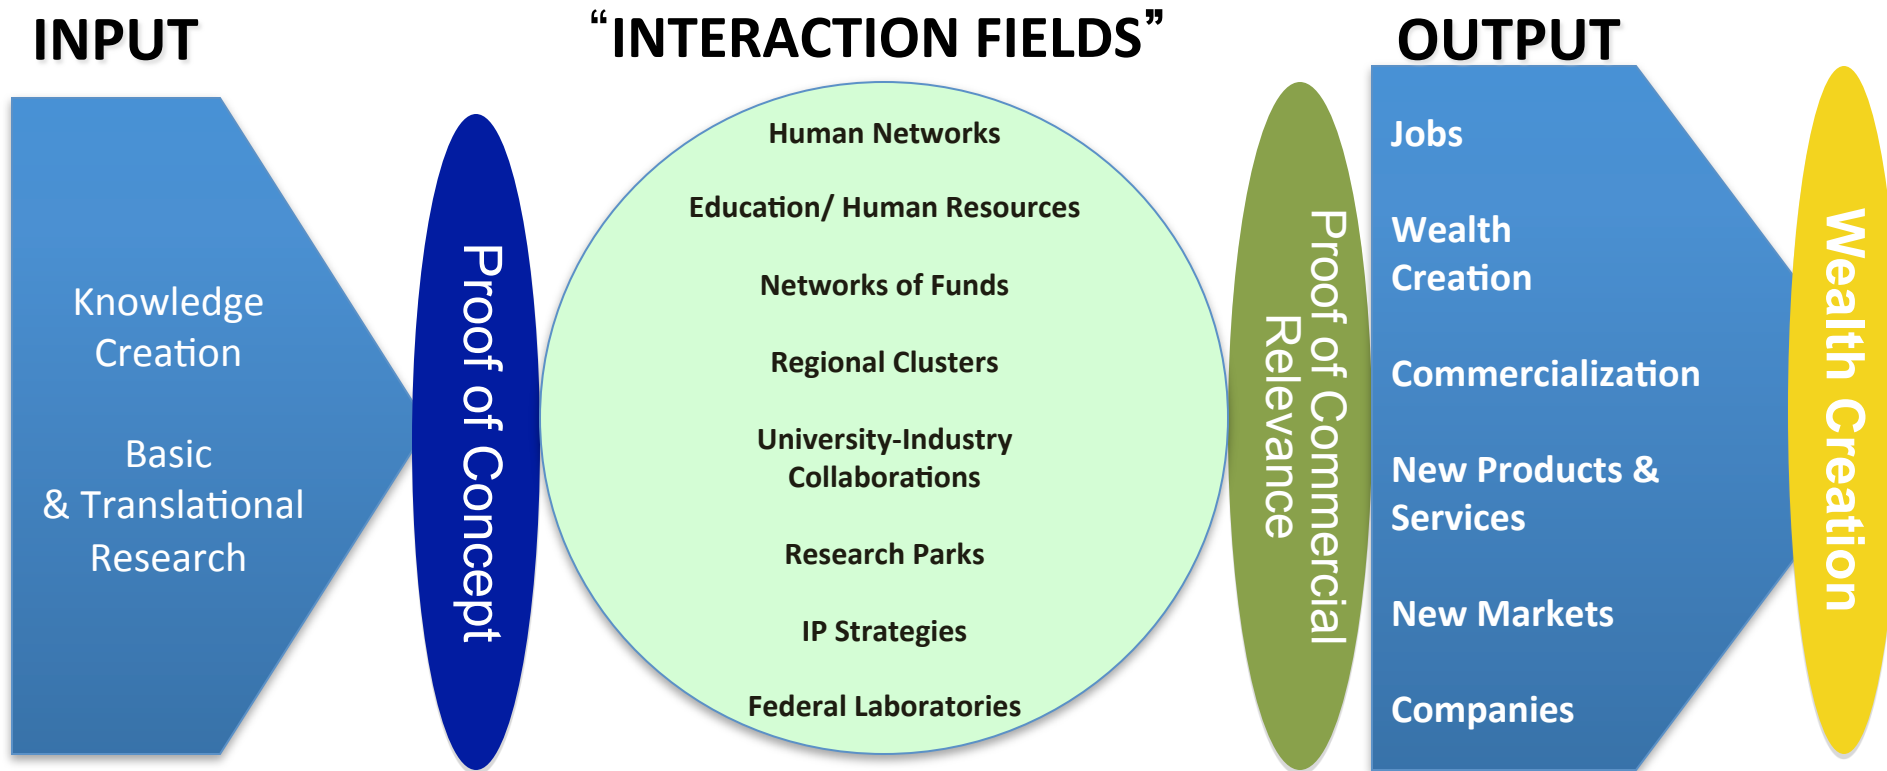 INPUT
“INTERACTION FIELDS”
OUTPUT
Knowledge
Creation
Basic
& Translational
Research
Proof of Concept
Human Networks
Education/ Human Resources
Networks of Funds
Regional Clusters
University-Industry
Collaborations
Research Parks
IP Strategies
Federal Laboratories
Proof of Commercial
Relevance
Jobs
Wealth
Creation
Commercialization
New Products &
Services
New Markets
Companies
Wealth Creation